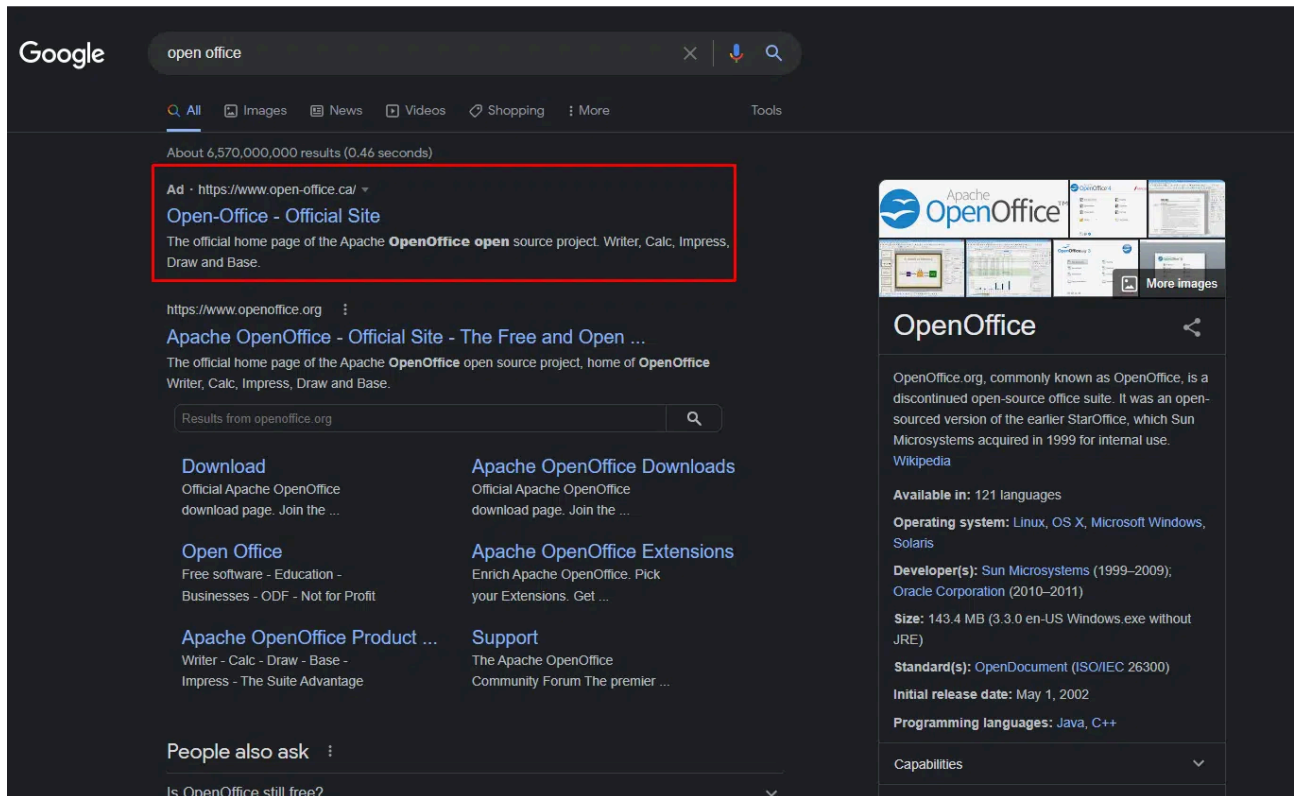 Google
open office
All Images News Videos Shopping More Tools
About 6,570,000,000 results (0.46 seconds)
Ad · https://www.open-office.ca/
Open-Office - Official Site
The official home page of the Apache OpenOffice open source project. Writer, Calc, Impress,
Draw and Base.
https://www.openoffice.org
Apache OpenOffice - Official Site - The Free and Open ...
The official home page of the Apache OpenOffice open source project, home of OpenOffice
Writer, Calc, Impress, Draw and Base.
Results from openoffice.org
Download
Official Apache OpenOffice
download page. Join the ...
Apache OpenOffice Downloads
Official Apache OpenOffice
download page. Join the ...
Open Office
Free software - Education -
Businesses - ODF - Not for Profit
Apache OpenOffice Extensions
Enrich Apache OpenOffice. Pick
your Extensions. Get ...
Apache OpenOffice Product ...
Writer - Calc - Draw - Base -
Impress - The Suite Advantage
Support
The Apache OpenOffice
Community Forum The premier ...
People also ask
Is OpenOffice still free?
Apache
OpenOffice™
More images
OpenOffice
OpenOffice.org, commonly known as OpenOffice, is a
discontinued open-source office suite. It was an open-
sourced version of the earlier StarOffice, which Sun
Microsystems acquired in 1999 for internal use.
Wikipedia
Available in: 121 languages
Operating system: Linux, OS X, Microsoft Windows,
Solaris
Developer(s): Sun Microsystems (1999–2009);
Oracle Corporation (2010–2011)
Size: 143.4 MB (3.3.0 en-US Windows.exe without
JRE)
Standard(s): OpenDocument (ISO/IEC 26300)
Initial release date: May 1, 2002
Programming languages: Java, C++
Capabilities